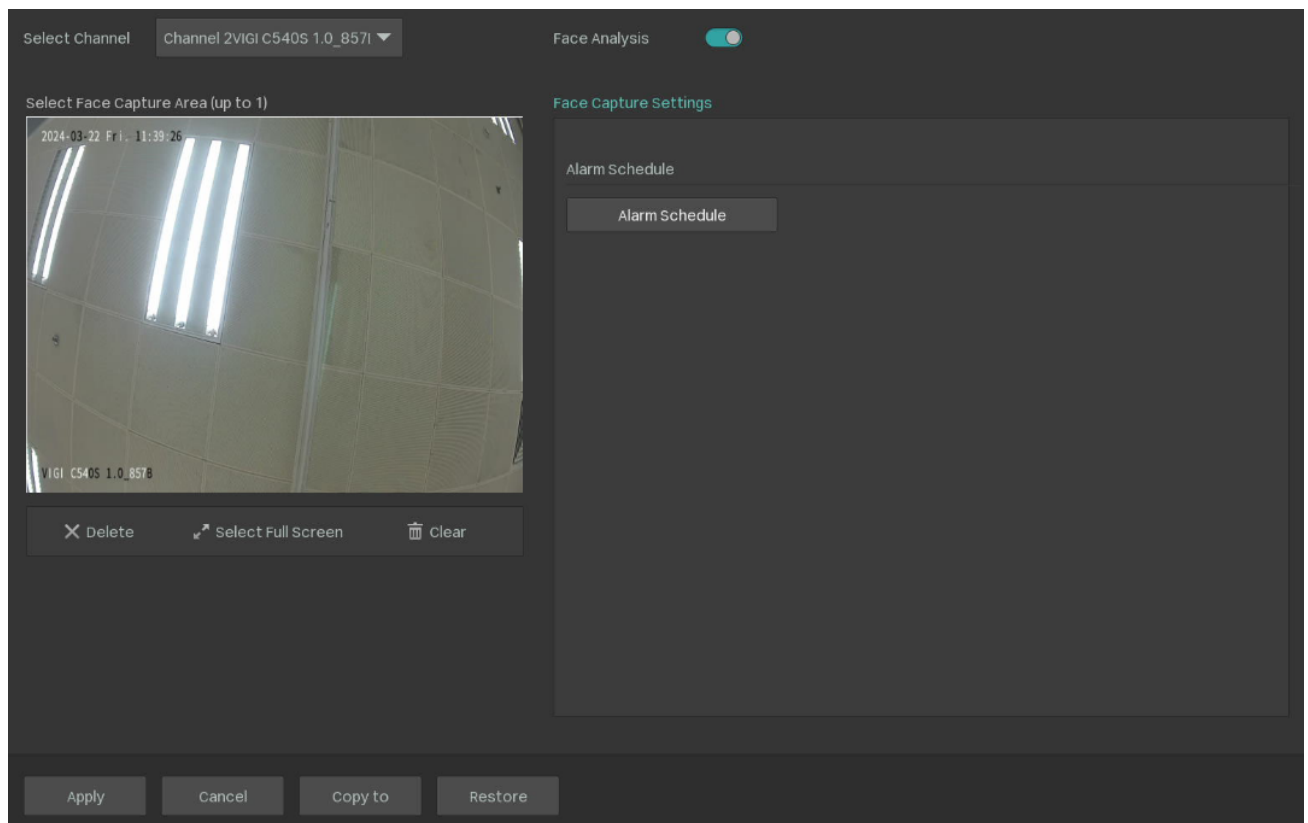 Select Channel
Channel 2VIGI C540S 1.0_857
Face Analysis
Select Face Capture Area (up to 1)
Face Capture Settings
2024-03-22 Fri. 11:39:26
Alarm Schedule
Alarm Schedule
VIGI C540S 1.0_857B
Delete
Select Full Screen
Clear
Apply
Cancel
Copy to
Restore